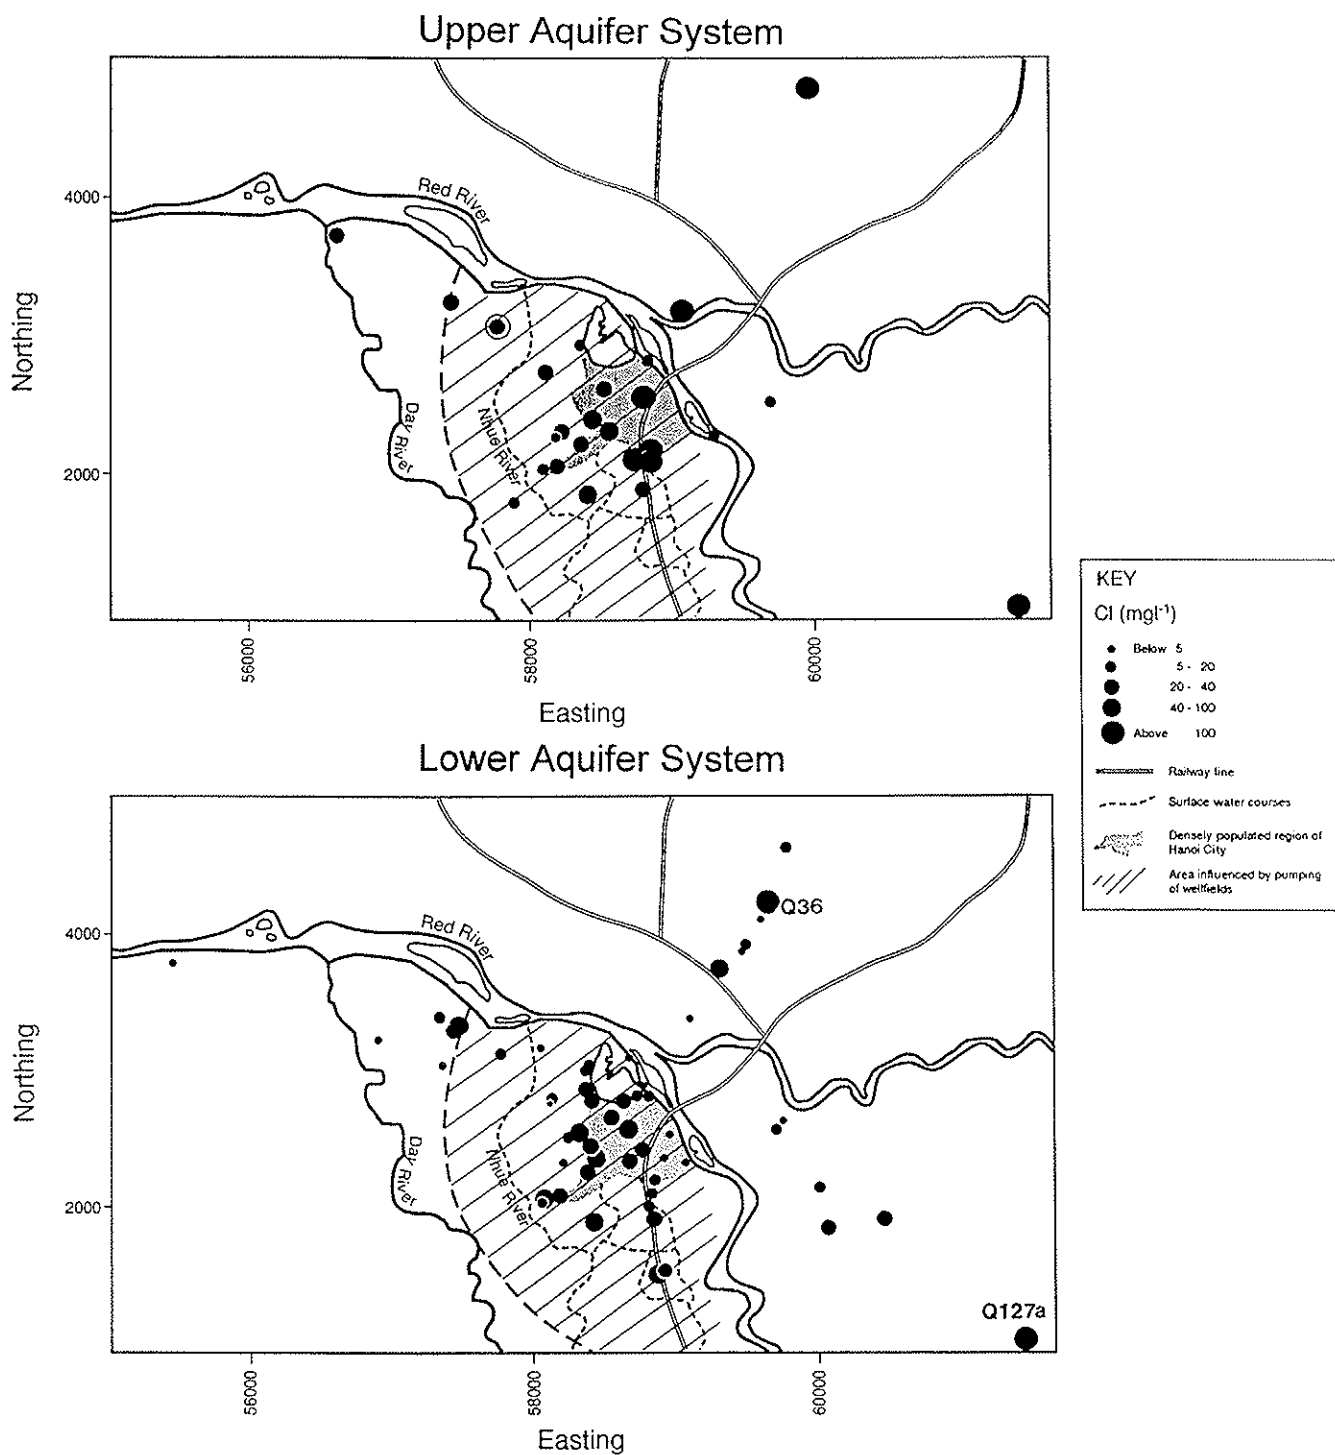 Upper Aquifer System
4000
2000
Northing
Red River
Day River
Nhue River
56000
58000
60000
Easting
KEY
Cl (mgl⁻¹)
Below 5
5 - 20
20 - 40
40 - 100
Above 100
Railway line
Surface water courses
Densely populated region of
Hanoi City
Area influenced by pumping
of wellfields
Lower Aquifer System
4000
2000
Northing
Red River
Day River
Nhue River
Q36
Q127a
56000
58000
60000
Easting